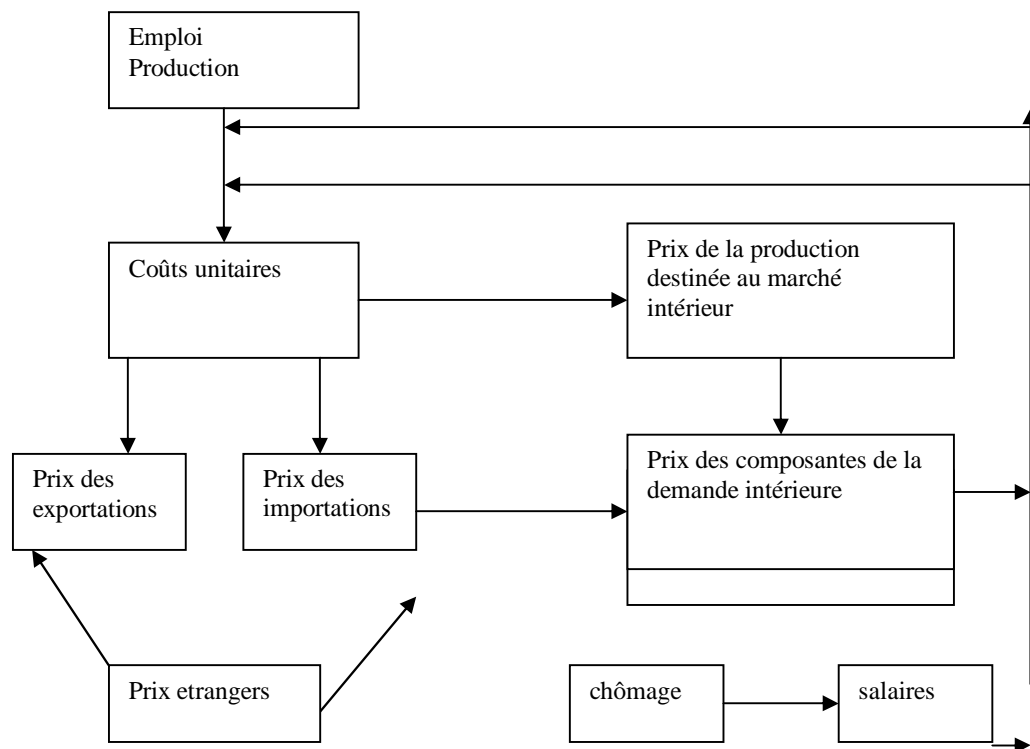 Emploi
Production
Coûts unitaires
Prix de la production
destinée au marché
intérieur
Prix des
exportations
Prix des
importations
Prix des composantes de la
demande intérieure
Prix etrangers
chômage
salaires